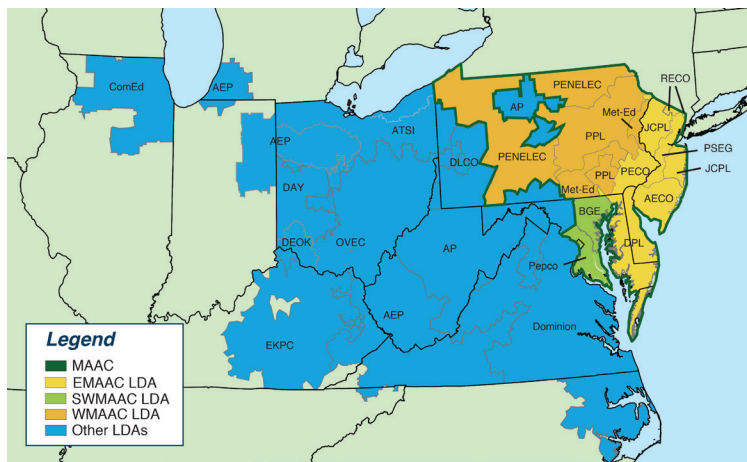 ComEd
AEP
PENELEC
RECO
AP
Met-Ed
JCPL
ATSI
PPL
PSEG
AEP
DLCO
PENELEC
PECO
JCPL
PPL
DAY
Met-Ed
AECO
BGE
DEOK
OVEC
AP
DPL
Pepco
AEP
Dominion
EKPC
Legend
MAAC
EMAAC LDA
SWMAAC LDA
WMAAC LDA
Other LDAs